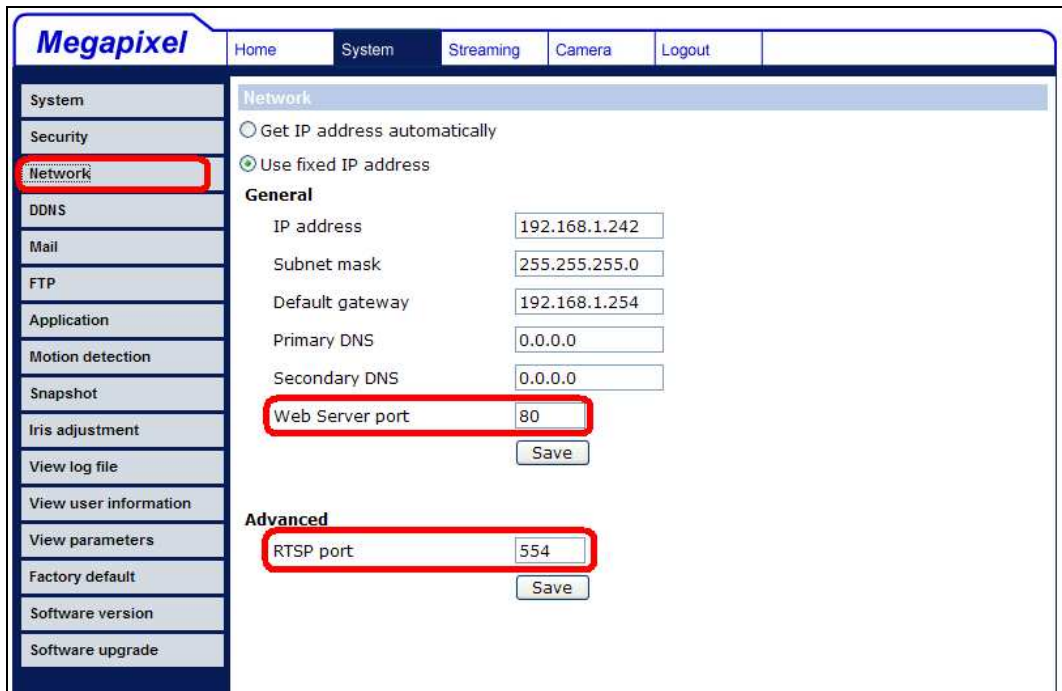 Megapixel
Home System Streaming Camera Logout
System
Security
Network
DDNS
Mail
FTP
Application
Motion detection
Snapshot
Iris adjustment
View log file
View user information
View parameters
Factory default
Software version
Software upgrade
Network
Get IP address automatically
Use fixed IP address
General
IP address 192.168.1.242
Subnet mask 255.255.255.0
Default gateway 192.168.1.254
Primary DNS 0.0.0.0
Secondary DNS 0.0.0.0
Web Server port 80
Save
Advanced
RTSP port 554
Save